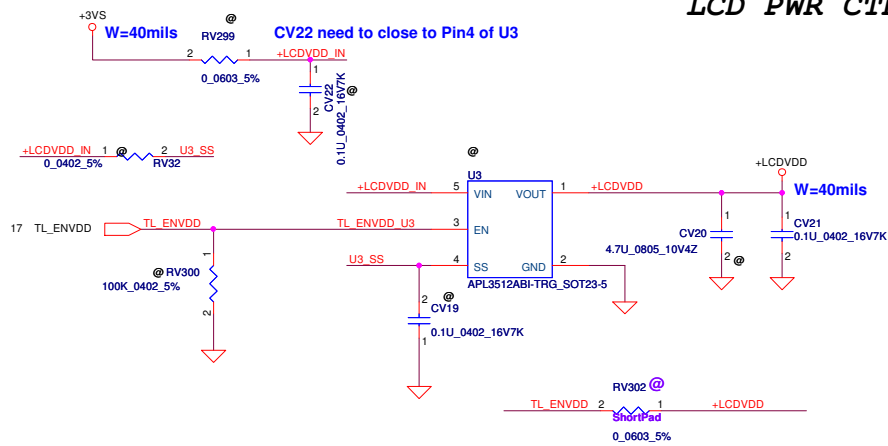 LCD PWR CT
+3VS
W=40mils
@
RV299
2
1
0_0603_5%
CV22 need to close to Pin4 of U3
+LCDVDD_IN
1
2
CV22
@
0.1U_0402_16V7K
+LCDVDD_IN
1
@
2
U3_SS
0_0402_5%
RV32
@
U3
+LCDVDD_IN
5
VIN
VOUT
1
+LCDVDD
+LCDVDD
W=40mils
17
TL_ENVDD
TL_ENVDD
TL_ENVDD_U3
3
EN
U3_SS
4
SS
GND
2
APL3512ABI-TRG_SOT23-5
1
@
RV300
100K_0402_5%
2
2
@
CV19
0.1U_0402_16V7K
1
1
CV20
4.7U_0805_10V4Z
2
@
1
CV21
0.1U_0402_16V7K
2
RV302
@
TL_ENVDD
2
1
+LCDVDD
ShortPad
0_0603_5%